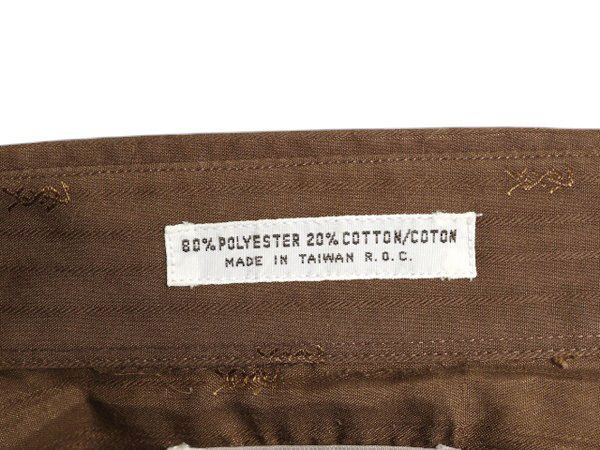 80% POLYESTER 20% COTTON/COTON
MADE IN TAIWAN R.O.C.